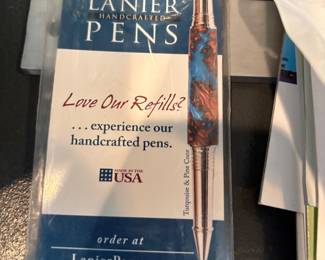 LANIER
HANDCRAFTED
PENS
Love Our Refills?
. . . experience our
handcrafted pens.
MADE IN THE
USA
Turquoise & Pine Cone
order at